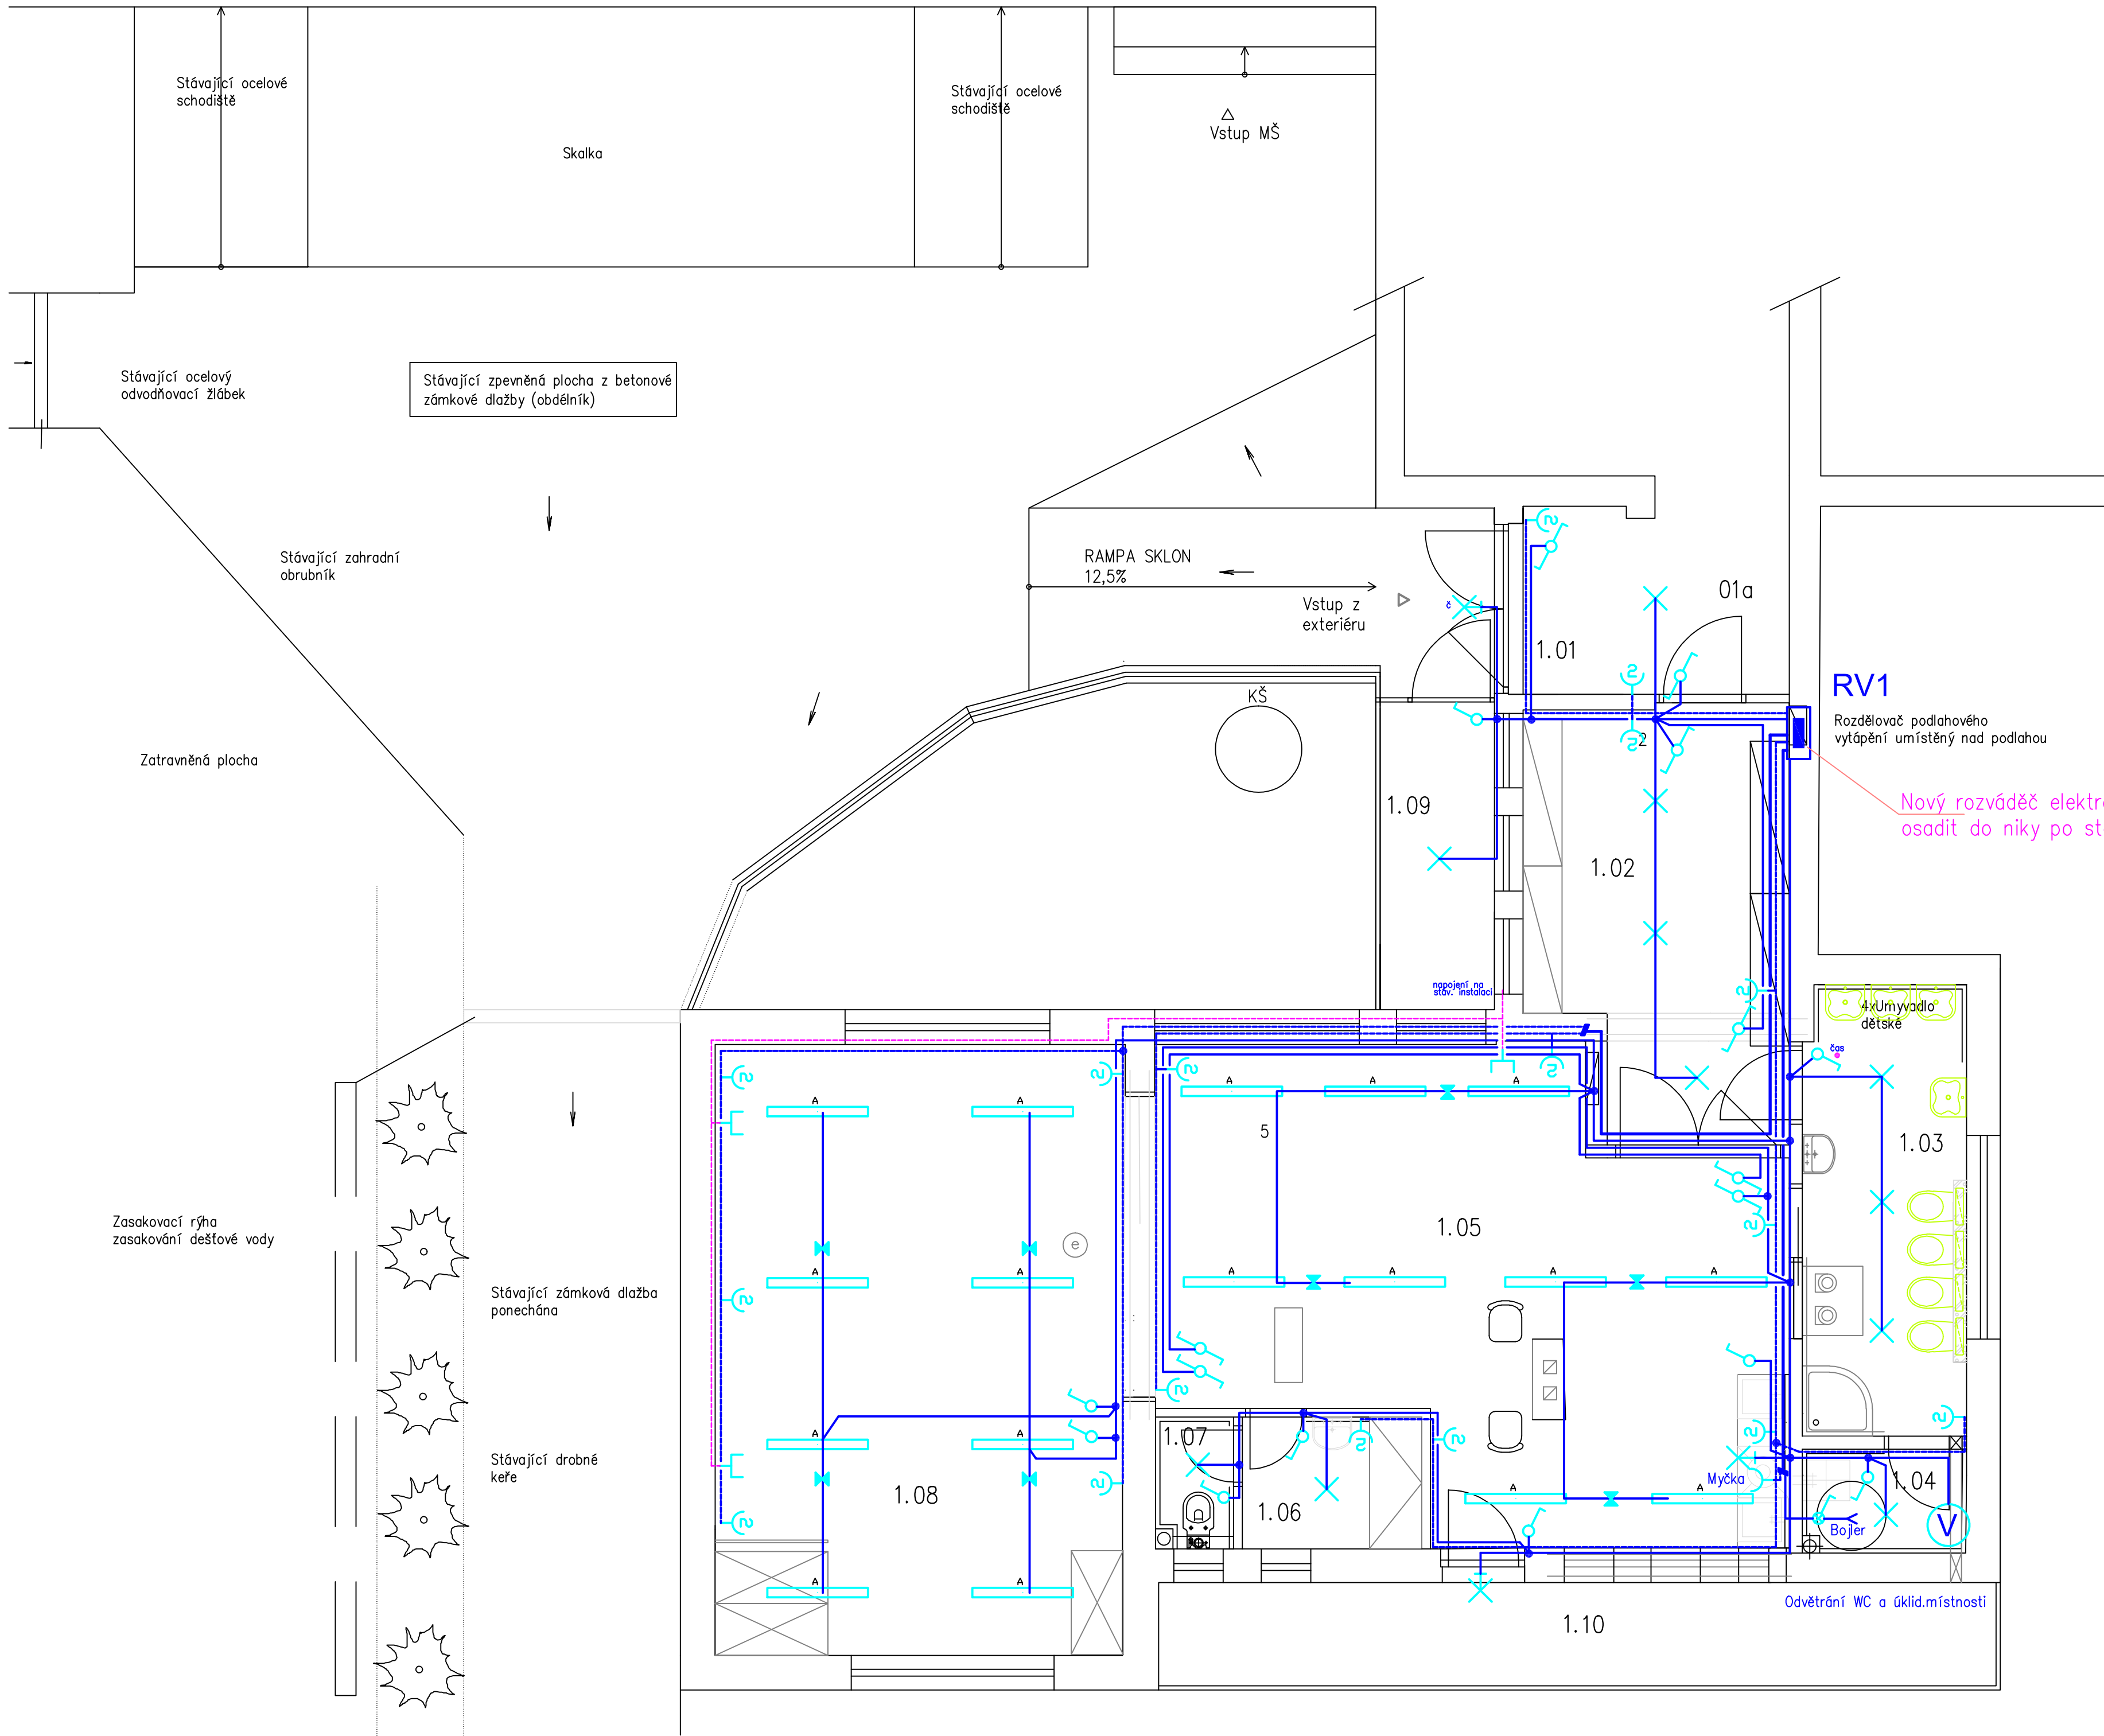 Stávající ocelové
schodiště
Skalka
Stávající ocelové
schodiště
Vstup MŠ
Stávající ocelový
odvodňovací žlábek
Stávající zpevněná plocha z betonové
zámkové dlažby (obdélník)
Stávající zahradní
obrubník
RAMPA SKLON
12,5%
Vstup z
exteriéru
č
01a
1.01
RV1
Rozdělovač podlahového
vytápění umístěný nad podlahou
KŠ
2
Zatravněná plocha
Nový rozváděč elektro
osadit do niky po st
1.09
1.02
napojení na
stáv. instalaci
4xUmyvadlo
dětské
čas
A
A
A
A
A
5
1.03
Zasakovací rýha
zasakování dešťové vody
1.05
e
Stávající zámková dlažba
ponechána
A
A
A
A
A
A
Stávající drobné
keře
A
A
1.07
Myčka
1.04
1.08
1.06
A
A
Bojler
V
A
A
Odvětrání WC a úklid.místnosti
1.10